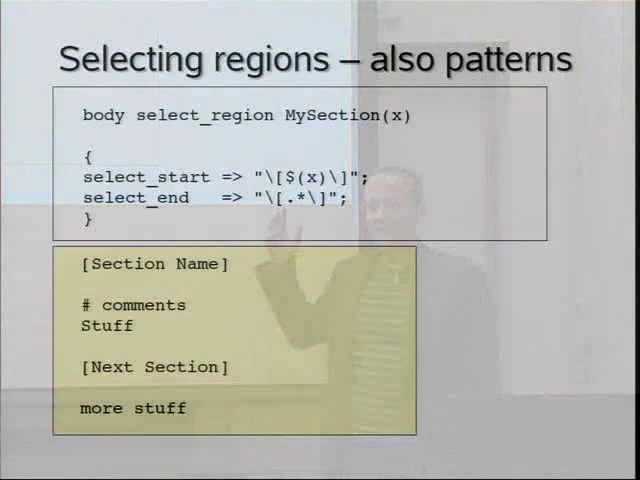 Selecting regions – also patterns
body select_region MySection(x)
{
select_start => "\[$(x)\]";
select_end => "\[.*\]";
}
[Section Name]
# comments
Stuff
[Next Section]
more stuff